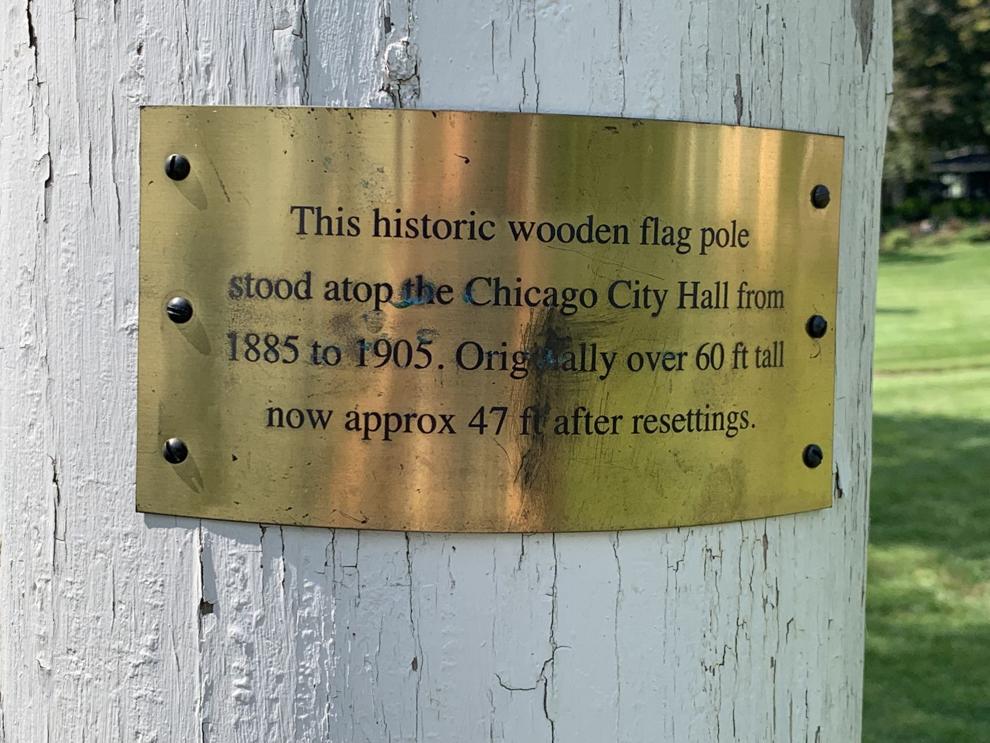 This historic wooden flag pole
stood atop the Chicago City Hall from
1885 to 1905. Originally over 60 ft tall
now approx 47 ft after resettings.